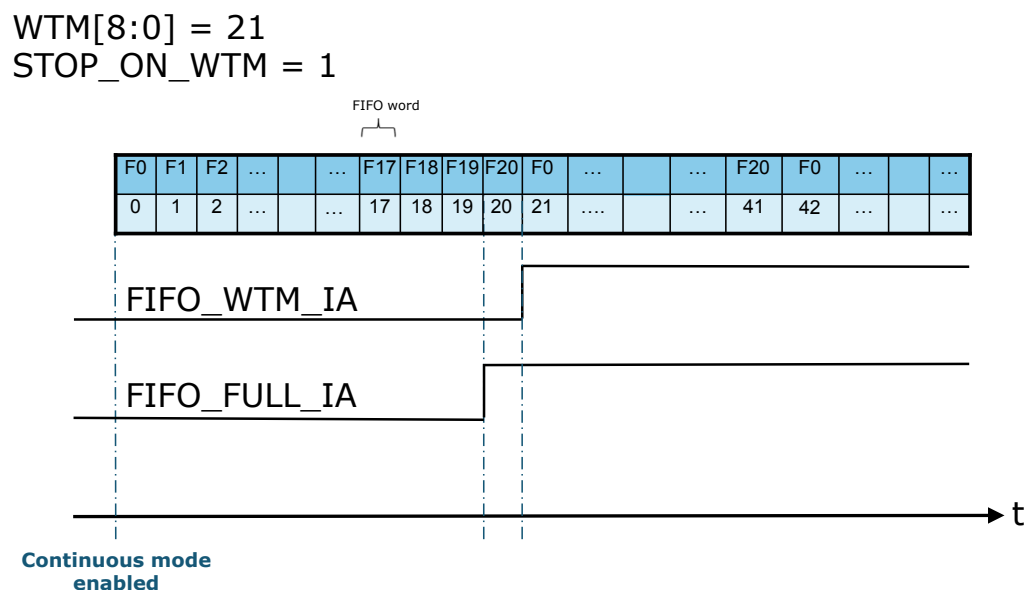 WTM[8:0] = 21
STOP_ON_WTM = 1
FIFO word
F0 F1 F2 … … F17 F18 F19 F20 F0 … … F20 F0 … …
0 1 2 … … 17 18 19 20 21 …. … 41 42 … …
FIFO_WTM_IA
FIFO_FULL_IA
t
Continuous mode
enabled